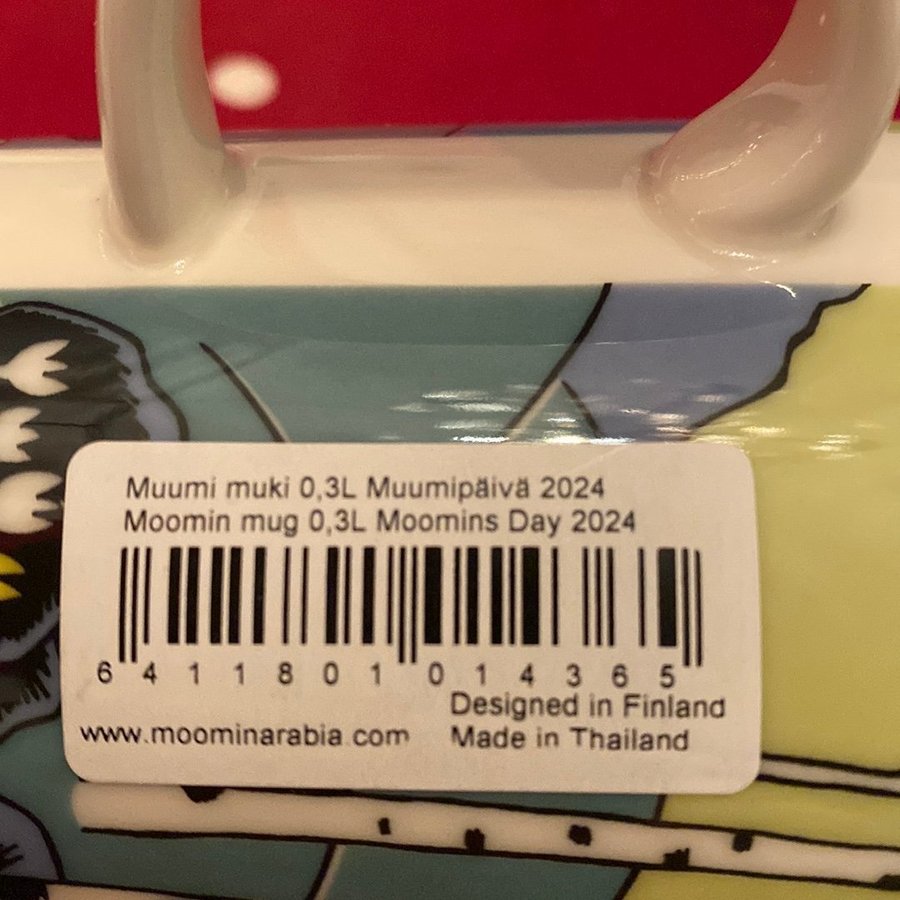 Muumi muki 0,3L Muumipäivä 2024
Moomin mug 0,3L Moomins Day 2024
6 411801 014365
Designed in Finland
www.moominarabia.com Made in Thailand